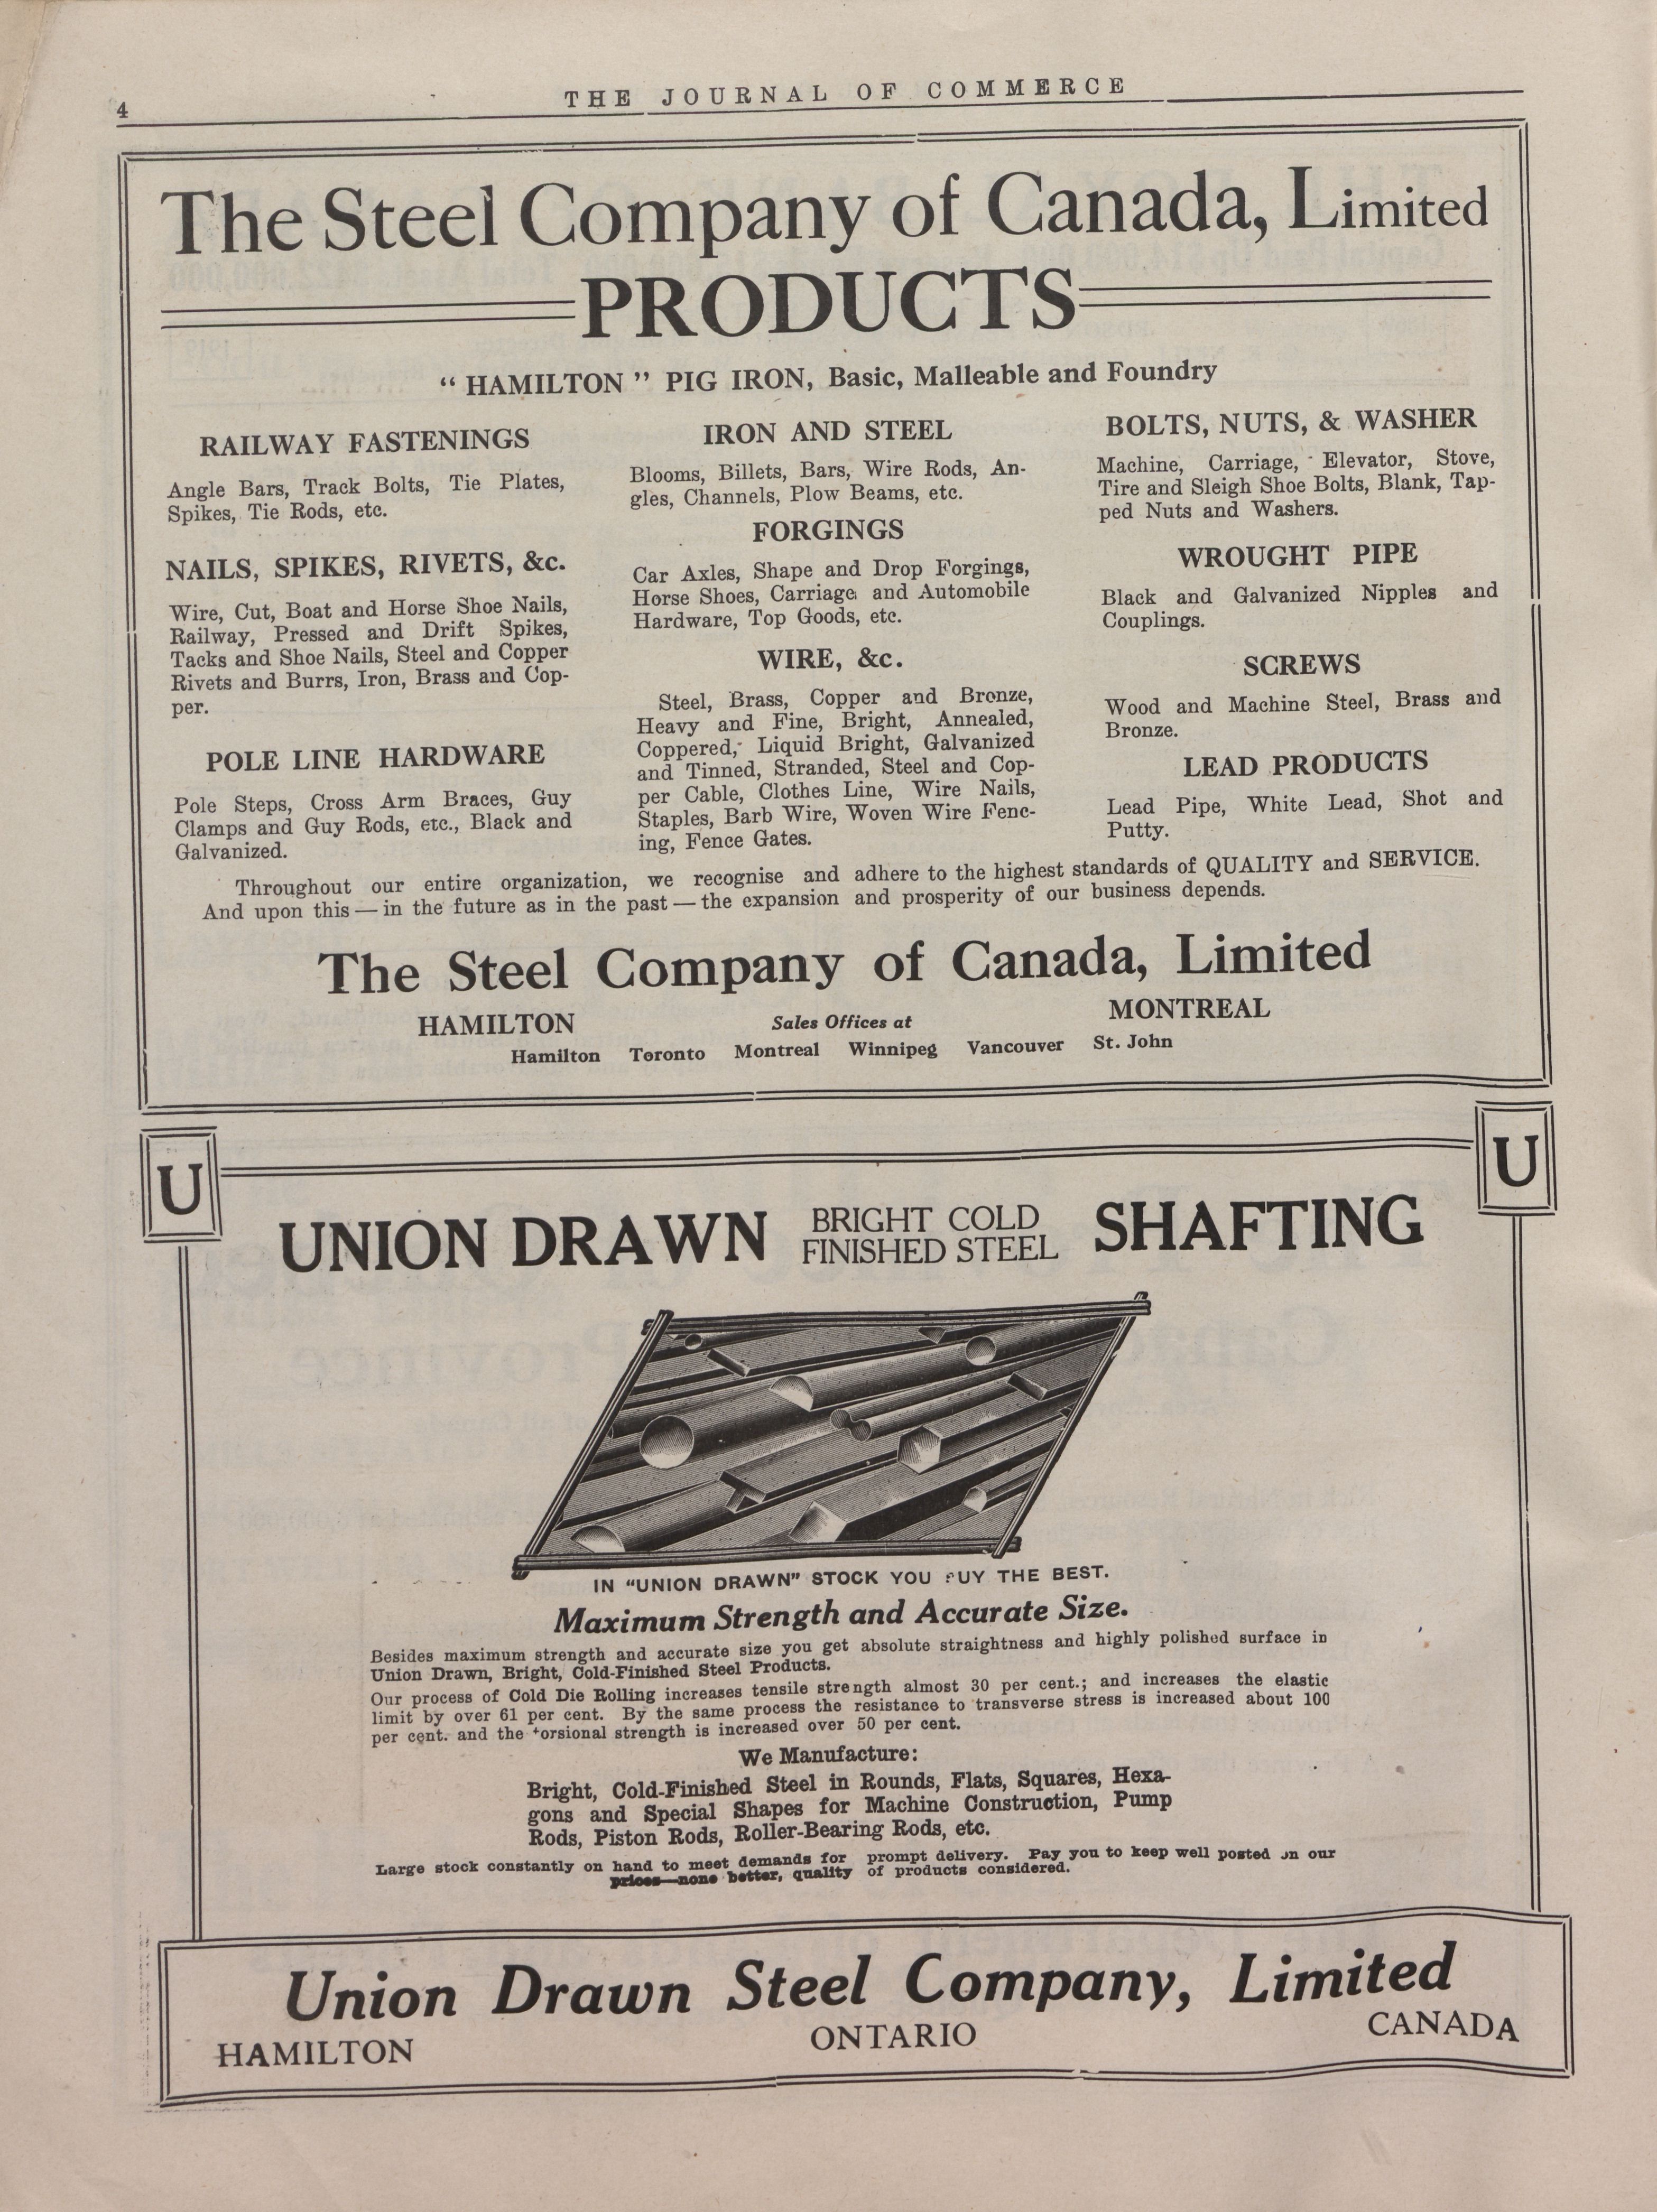 4
THE JOURNAL OF COMMERCE
The Steel Company of Canada, Limited
PRODUCTS
“ HAMILTON ” PIG IRON, Basic, Malleable and Foundry
RAILWAY FASTENINGS
Angle Bars, Track Bolts, Tie Plates,
Spikes, Tie Rods, etc.
NAILS, SPIKES, RIVETS, &c.
Wire, Cut, Boat and Horse Shoe Nails,
Railway, Pressed and Drift Spikes,
Tacks and Shoe Nails, Steel and Copper
Rivets and Burrs, Iron, Brass and Cop-
per.
POLE LINE HARDWARE
Pole Steps, Cross Arm Braces, Guy
Clamps and Guy Rods, etc., Black and
Galvanized.
IRON AND STEEL
Blooms, Billets, Bars, Wire Rods, An-
gles, Channels, Plow Beams, etc.
FORGINGS
Car Axles, Shape and Drop Forgings,
Horse Shoes, Carriage and Automobile
Hardware, Top Goods, etc.
WIRE, &c.
Steel, Brass, Copper and Bronze,
Heavy and Fine, Bright, Annealed,
Coppered, Liquid Bright, Galvanized
and Tinned, Stranded, Steel and Cop-
per Cable, Clothes Line, Wire Nails,
Staples, Barb Wire, Woven Wire Fenc-
ing, Fence Gates.
BOLTS, NUTS, & WASHER
Machine, Carriage, Elevator, Stove,
Tire and Sleigh Shoe Bolts, Blank, Tap-
ped Nuts and Washers.
WROUGHT PIPE
Black and Galvanized Nipples and
Couplings.
SCREWS
Wood and Machine Steel, Brass and
Bronze.
LEAD PRODUCTS
Lead Pipe, White Lead, Shot and
Putty.
Throughout our entire organization, we recognise and adhere to the highest standards of QUALITY and SERVICE.
And upon this — in the future as in the past — the expansion and prosperity of our business depends.
The Steel Company of Canada, Limited
HAMILTON Sales Offices at MONTREAL
Hamilton Toronto Montreal Winnipeg Vancouver St. John
U U
UNION DRAWN BRIGHT COLD FINISHED STEEL SHAFTING
IN “UNION DRAWN” STOCK YOU BUY THE BEST.
Maximum Strength and Accurate Size.
Besides maximum strength and accurate size you get absolute straightness and highly polished surface in
Union Drawn, Bright, Cold-Finished Steel Products.
Our process of Cold Die Rolling increases tensile strength almost 30 per cent.; and increases the elastic
limit by over 61 per cent. By the same process the resistance to transverse stress is increased about 100
per cent. and the torsional strength is increased over 50 per cent.
We Manufacture:
Bright, Cold-Finished Steel in Rounds, Flats, Squares, Hexa-
gons and Special Shapes for Machine Construction, Pump
Rods, Piston Rods, Roller-Bearing Rods, etc.
Large stock constantly on hand to meet demands for prompt delivery. Pay you to keep well posted on our
prices—none better, quality of products considered.
Union Drawn Steel Company, Limited
HAMILTON ONTARIO CANADA